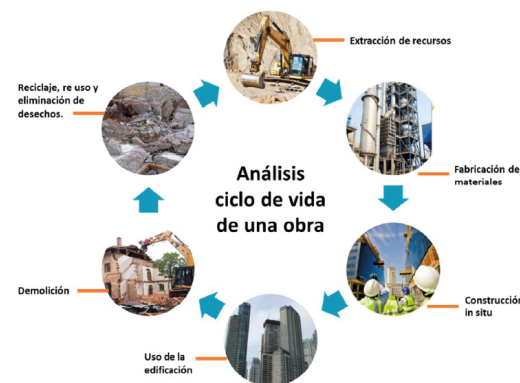 Extracción de recursos
Reciclaje, re uso y
eliminación de
desechos.
Análisis
ciclo de vida
de una obra
Fabricación de
materiales
Demolición
Construcción
in situ
Uso de la
edificación